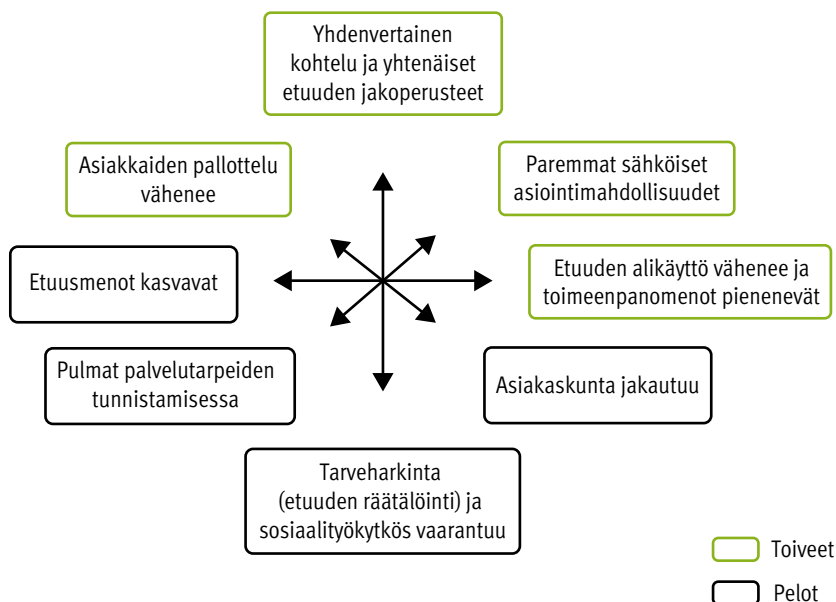 Yhdenvertainen
kohtelu ja yhtenäiset
etuuden jakoperusteet
Asiakkaiden pallottelu
vähenee
Paremmat sähköiset
asiointimahdollisuudet
Etuusmenot kasvavat
Etuuden alikäyttö vähenee ja
toimeenpanomenot pienenevät
Pulmat palvelutarpeiden
tunnistamisessa
Asiakaskunta jakautuu
Tarveharkinta
(etuuden räätälöinti) ja
sosiaalityökytkös vaarantuu
Toiveet
Pelot